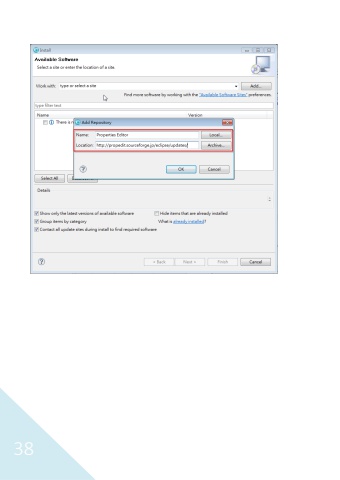 Install
Available Software
Select a site or enter the location of a site.
Work with: type or select a site
Add...
Find more software by working with the "Available Software Sites" preferences.
type filter text
Name
Version
There is n
Add Repository
Name: Properties Editor
Local...
Location: http://propedit.sourceforge.jp/eclipse/updates/
Archive...
OK
Cancel
Select All
Details
Show only the latest versions of available software
Hide items that are already installed
Group items by category
What is already installed?
Contact all update sites during install to find required software
< Back
Next >
Finish
Cancel
38